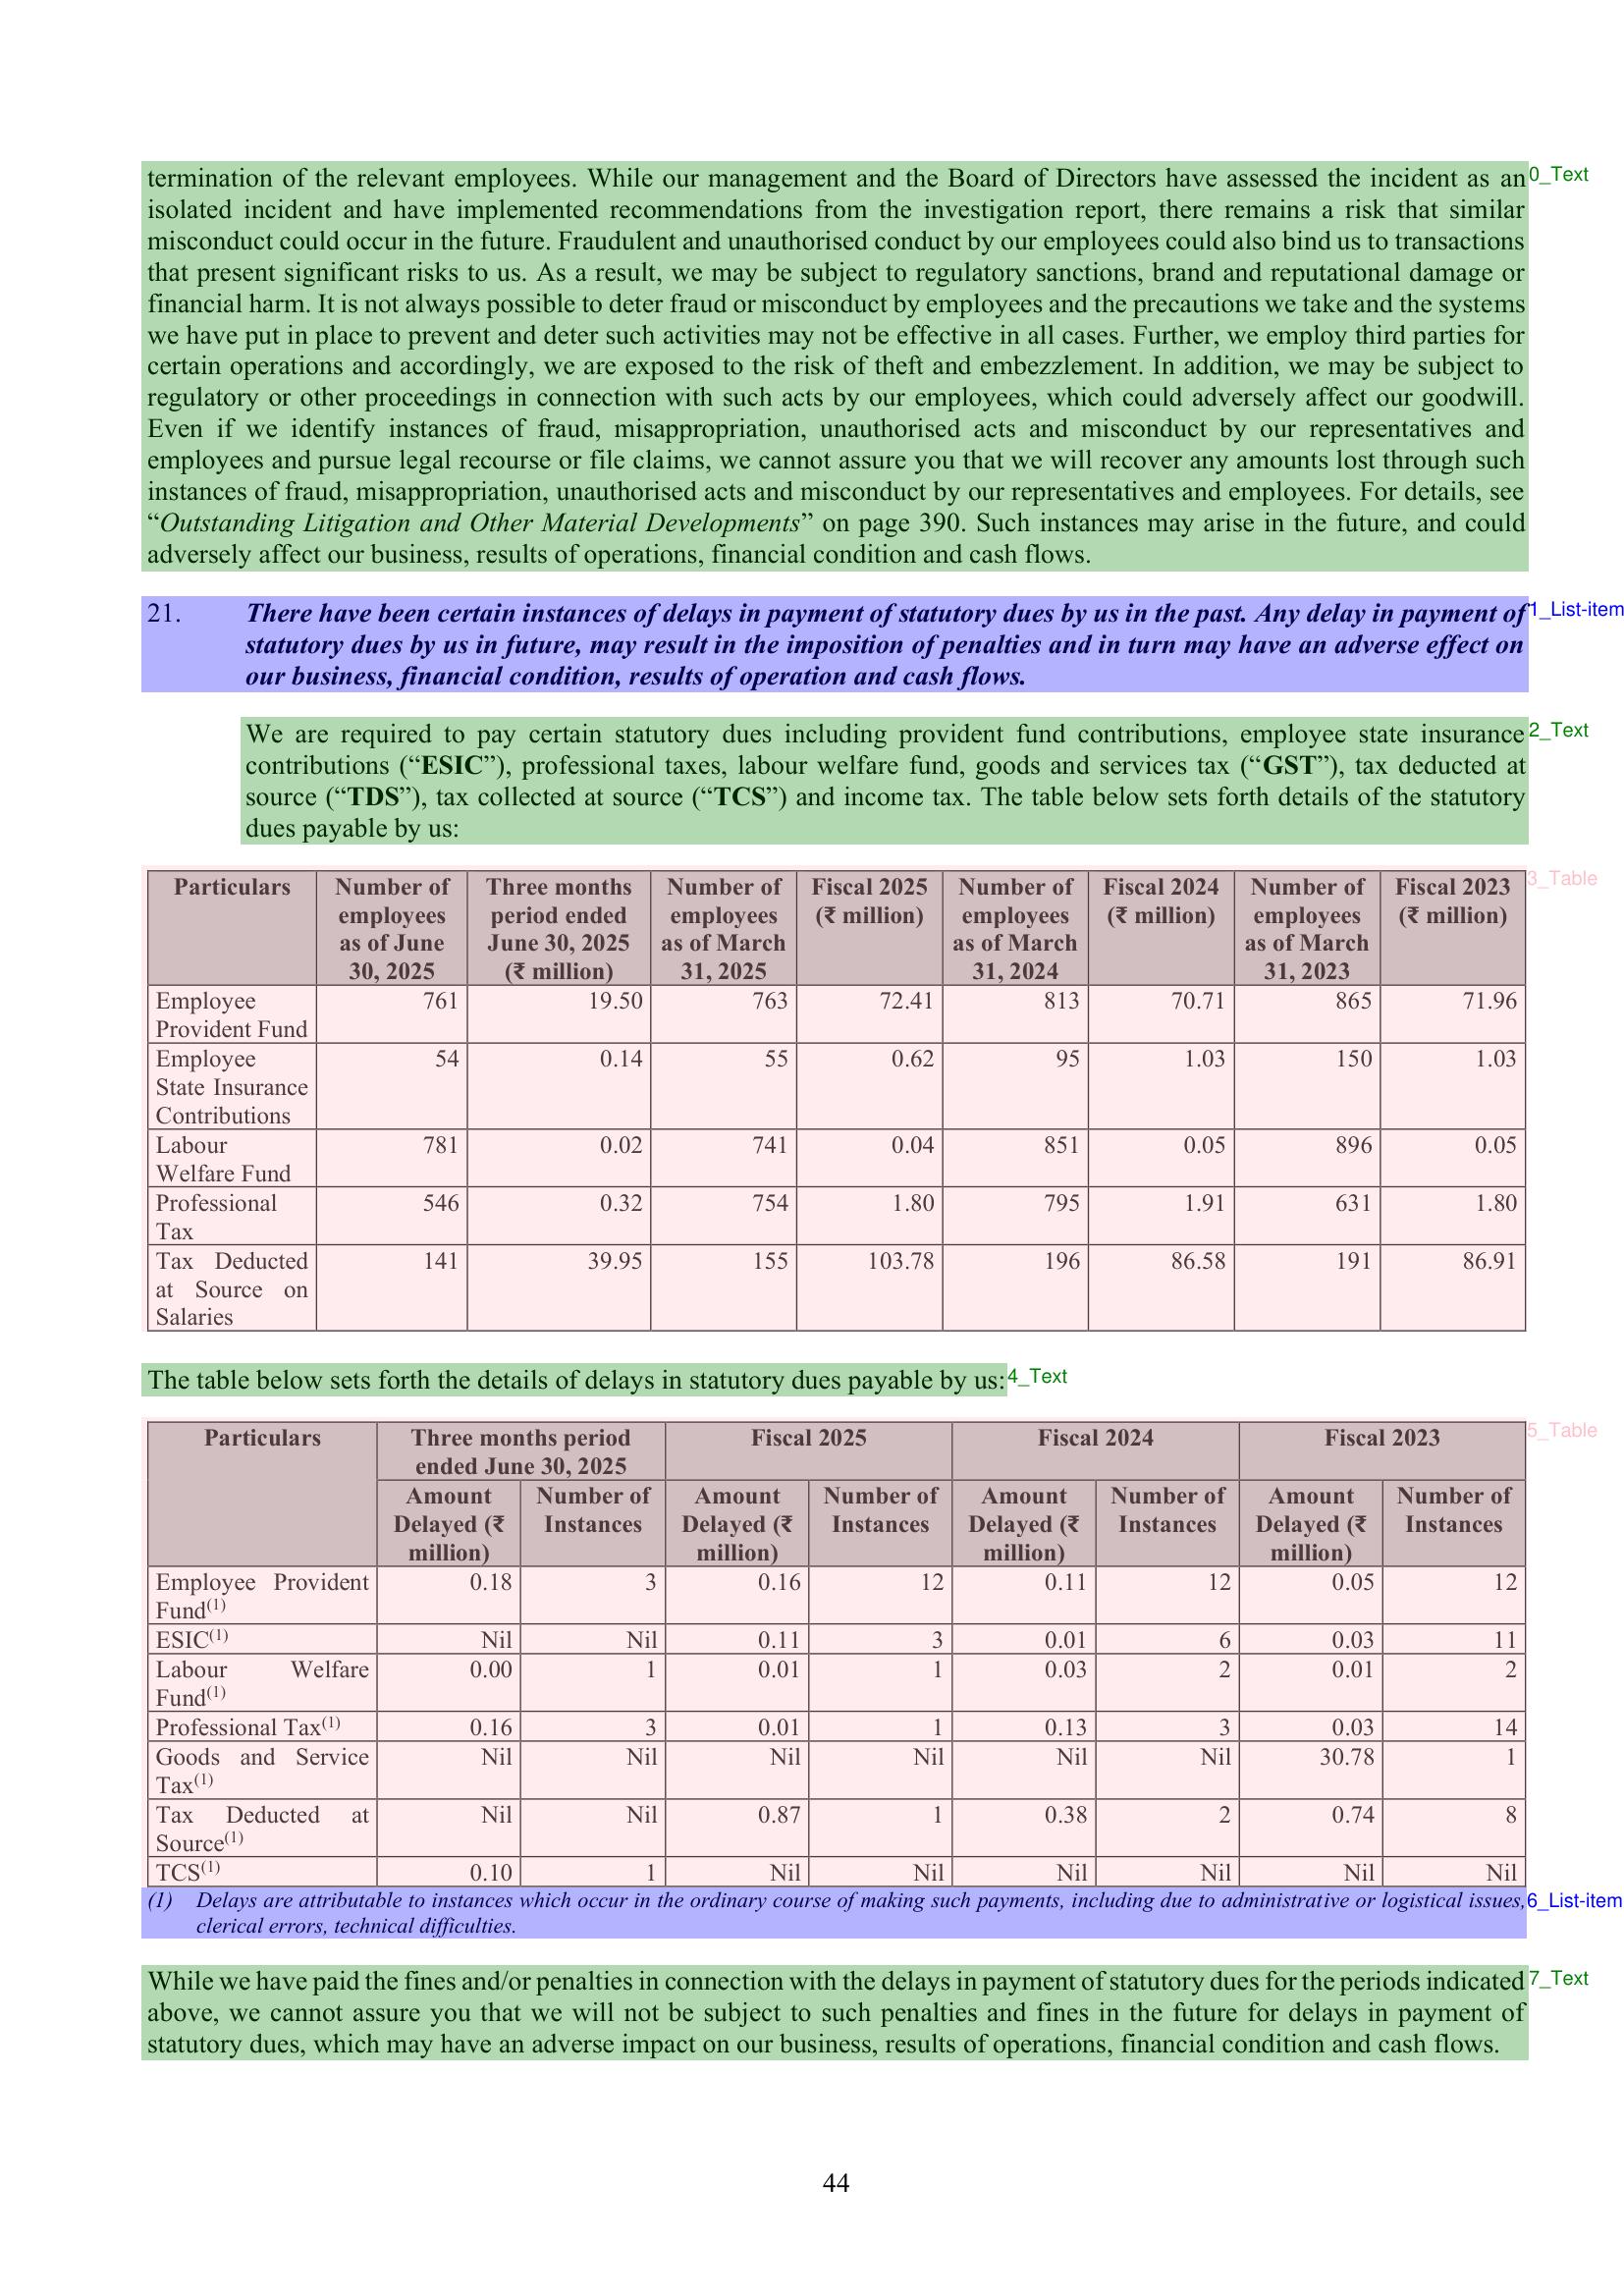 termination of the relevant employees. While our management and the Board of Directors have assessed the incident as an
0_Text
isolated incident and have implemented recommendations from the investigation report, there remains a risk that similar
misconduct could occur in the future. Fraudulent and unauthorised conduct by our employees could also bind us to transactions
that present significant risks to us. As a result, we may be subject to regulatory sanctions, brand and reputational damage or
financial harm. It is not always possible to deter fraud or misconduct by employees and the precautions we take and the systems
we have put in place to prevent and deter such activities may not be effective in all cases. Further, we employ third parties for
certain operations and accordingly, we are exposed to the risk of theft and embezzlement. In addition, we may be subject to
regulatory or other proceedings in connection with such acts by our employees, which could adversely affect our goodwill.
Even if we identify instances of fraud, misappropriation, unauthorised acts and misconduct by our representatives and
employees and pursue legal recourse or file claims, we cannot assure you that we will recover any amounts lost through such
instances of fraud, misappropriation, unauthorised acts and misconduct by our representatives and employees. For details, see
“Outstanding Litigation and Other Material Developments” on page 390. Such instances may arise in the future, and could
adversely affect our business, results of operations, financial condition and cash flows.
21. There have been certain instances of delays in payment of statutory dues by us in the past. Any delay in payment of
1_List-item
statutory dues by us in future, may result in the imposition of penalties and in turn may have an adverse effect on
our business, financial condition, results of operation and cash flows.
We are required to pay certain statutory dues including provident fund contributions, employee state insurance
2_Text
contributions (“ESIC”), professional taxes, labour welfare fund, goods and services tax (“GST”), tax deducted at
source (“TDS”), tax collected at source (“TCS”) and income tax. The table below sets forth details of the statutory
dues payable by us:
3_Table
Particulars Number of Three months Number of Fiscal 2025 Number of Fiscal 2024 Number of Fiscal 2023
employees period ended employees (₹ million) employees (₹ million) employees (₹ million)
as of June June 30, 2025 as of March as of March as of March
30, 2025 (₹ million) 31, 2025 31, 2024 31, 2023
Employee 761 19.50 763 72.41 813 70.71 865 71.96
Provident Fund
Employee 54 0.14 55 0.62 95 1.03 150 1.03
State Insurance
Contributions
Labour 781 0.02 741 0.04 851 0.05 896 0.05
Welfare Fund
Professional 546 0.32 754 1.80 795 1.91 631 1.80
Tax
Tax Deducted 141 39.95 155 103.78 196 86.58 191 86.91
at Source on
Salaries
The table below sets forth the details of delays in statutory dues payable by us:
4_Text
5_Table
Particulars Three months period Fiscal 2025 Fiscal 2024 Fiscal 2023
ended June 30, 2025
Amount Number of Amount Number of Amount Number of Amount Number of
Delayed (₹ Instances Delayed (₹ Instances Delayed (₹ Instances Delayed (₹ Instances
million) million) million) million)
Employee Provident 0.18 3 0.16 12 0.11 12 0.05 12
Fund(1)
ESIC(1) Nil Nil 0.11 3 0.01 6 0.03 11
Labour Welfare 0.00 1 0.01 1 0.03 2 0.01 2
Fund(1)
Professional Tax(1) 0.16 3 0.01 1 0.13 3 0.03 14
Goods and Service Nil Nil Nil Nil Nil Nil 30.78 1
Tax(1)
Tax Deducted at Nil Nil 0.87 1 0.38 2 0.74 8
Source(1)
TCS(1) 0.10 1 Nil Nil Nil Nil Nil Nil
(1) Delays are attributable to instances which occur in the ordinary course of making such payments, including due to administrative or logistical issues,
6_List-item
clerical errors, technical difficulties.
While we have paid the fines and/or penalties in connection with the delays in payment of statutory dues for the periods indicated
7_Text
above, we cannot assure you that we will not be subject to such penalties and fines in the future for delays in payment of
statutory dues, which may have an adverse impact on our business, results of operations, financial condition and cash flows.
44